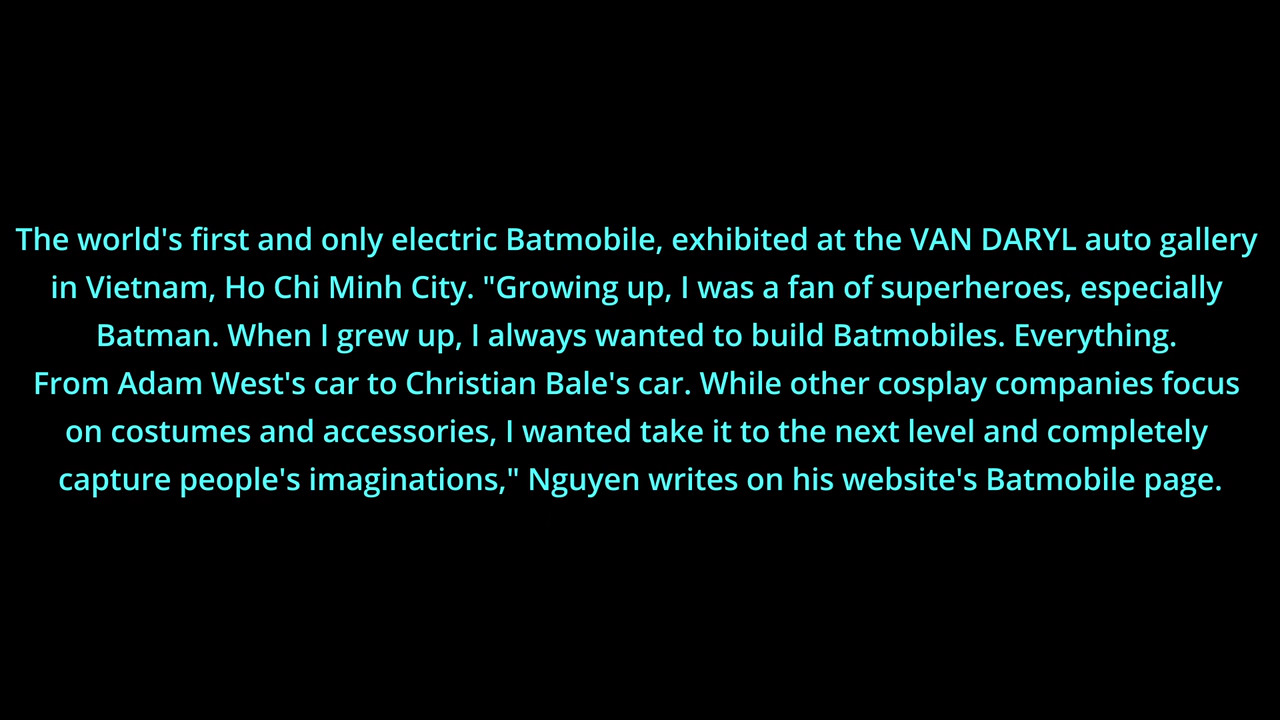 The world's first and only electric Batmobile, exhibited at the VAN DARYL auto gallery
in Vietnam, Ho Chi Minh City. "Growing up, I was a fan of superheroes, especially
Batman. When I grew up, I always wanted to build Batmobiles. Everything.
From Adam West's car to Christian Bale's car. While other cosplay companies focus
on costumes and accessories, I wanted take it to the next level and completely
capture people's imaginations," Nguyen writes on his website's Batmobile page.